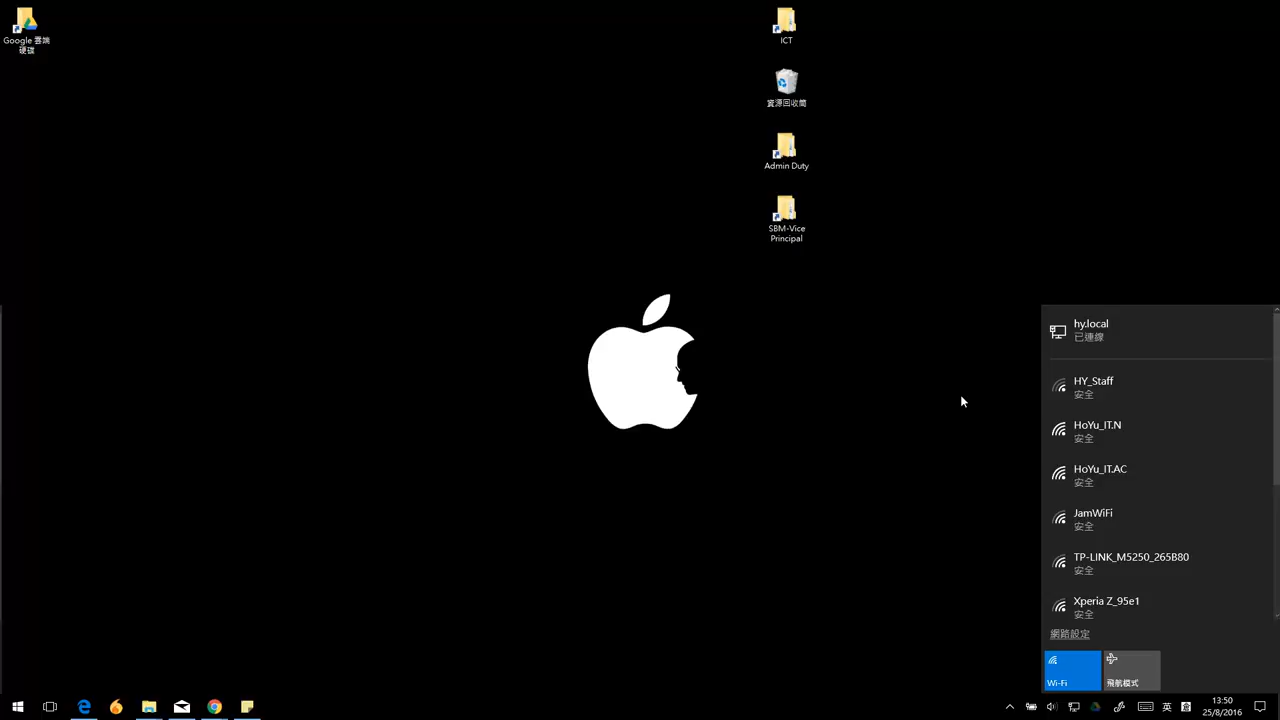 Google 雲端
硬碟
ICT
資源回收筒
Admin Duty
SBM-Vice
Principal
hy.local
已連線
HY_Staff
安全
HoYu_IT.N
安全
HoYu_IT.AC
安全
JamWiFi
安全
TP-LINK_M5250_265B80
安全
Xperia Z_95e1
安全
網路設定
Wi-Fi
飛航模式
英
13:50
25/8/2016